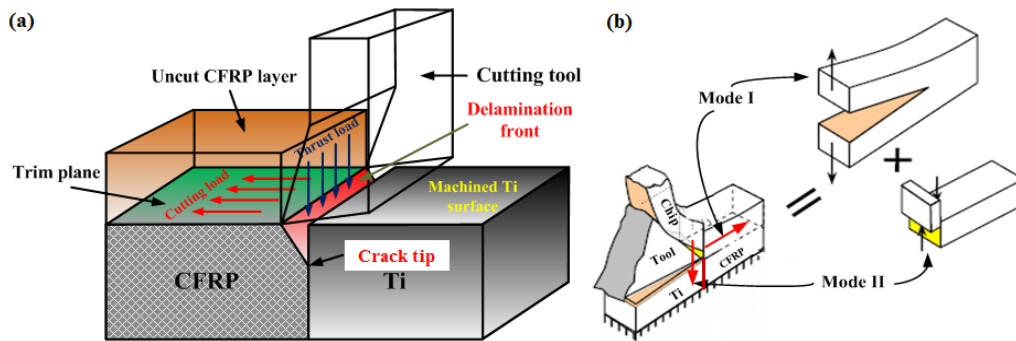 (a)
Uncut CFRP layer
Cutting tool
Delamination
front
Thrust load
Trim plane
Cutting load
Machined Ti
surface
Crack tip
CFRP
Ti
(b)
Mode I
Chip
Tool
CFRP
Ti
Mode II